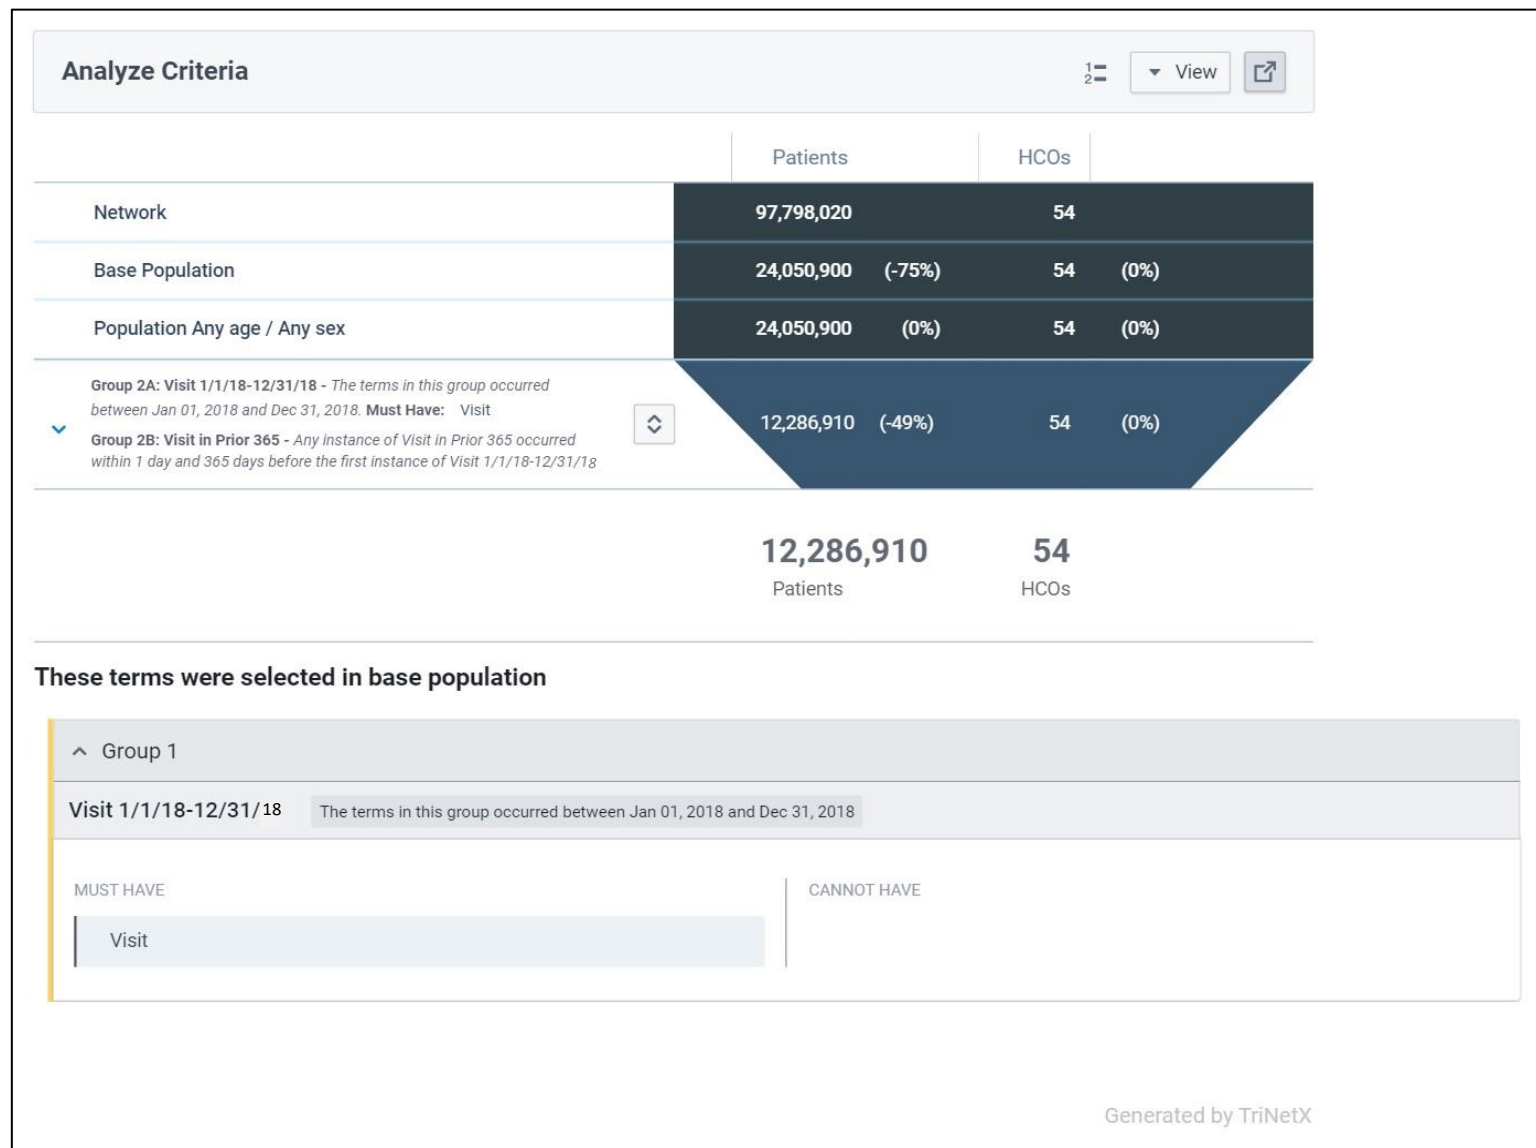 Analyze Criteria
1
2
View
Patients HCOs
Network 97,798,020 54
Base Population 24,050,900 (-75%) 54 (0%)
Population Any age / Any sex 24,050,900 (0%) 54 (0%)
Group 2A: Visit 1/1/18-12/31/18 - The terms in this group occurred
between Jan 01, 2018 and Dec 31, 2018. Must Have: Visit
Group 2B: Visit in Prior 365 - Any instance of Visit in Prior 365 occurred
within 1 day and 365 days before the first instance of Visit 1/1/18-12/31/18
12,286,910 (-49%) 54 (0%)
12,286,910 54
Patients HCOs
These terms were selected in base population
Group 1
Visit 1/1/18-12/31/18 The terms in this group occurred between Jan 01, 2018 and Dec 31, 2018
MUST HAVE CANNOT HAVE
Visit
Generated by TriNetX